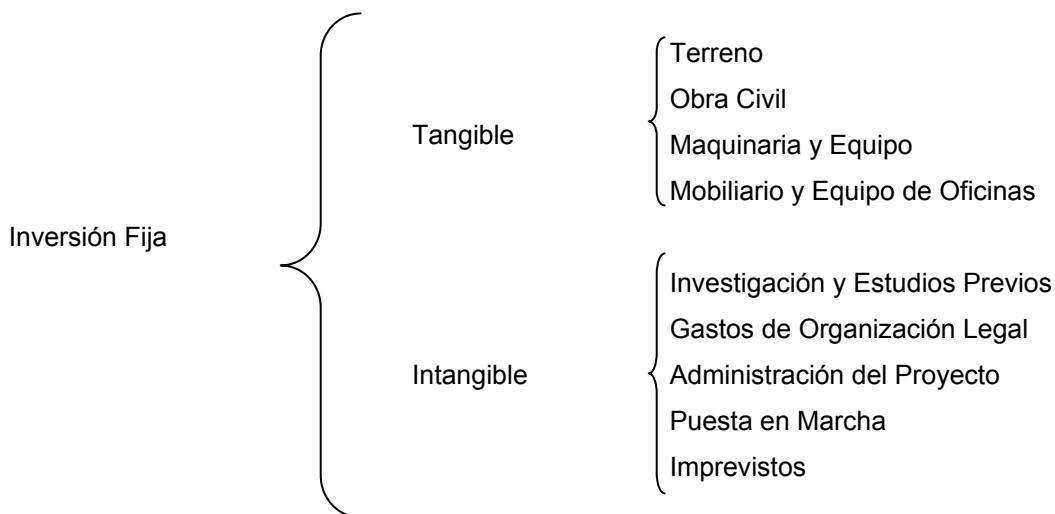 Inversión Fija
Tangible
Terreno
Obra Civil
Maquinaria y Equipo
Mobiliario y Equipo de Oficinas
Intangible
Investigación y Estudios Previos
Gastos de Organización Legal
Administración del Proyecto
Puesta en Marcha
Imprevistos